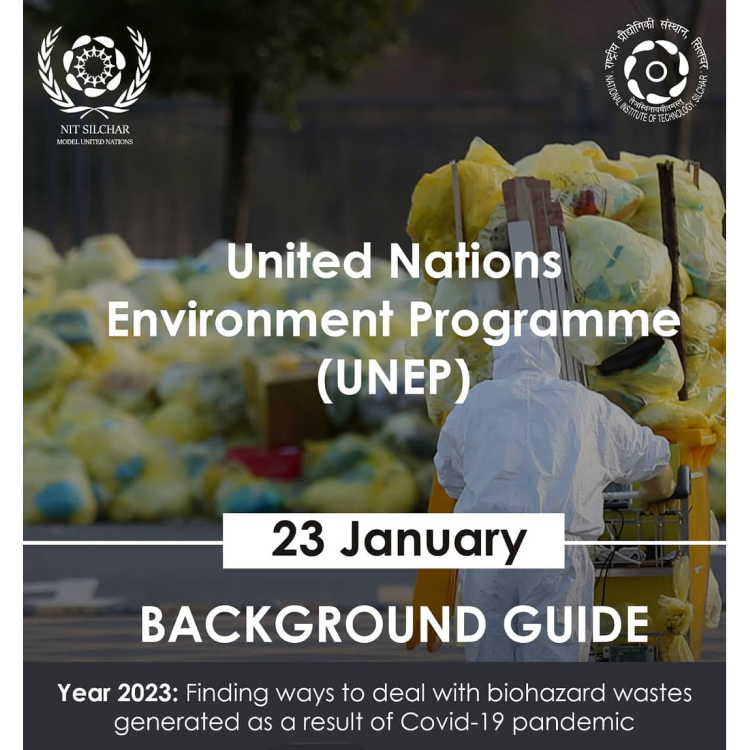 NIT SILCHAR
MODEL UNITED NATIONS
राष्ट्रीय प्रौद्योगिकी संस्थान, सिलचर
NATIONAL INSTITUTE OF TECHNOLOGY, SILCHAR
United Nations
Environment Programme
(UNEP)
23 January
BACKGROUND GUIDE
Year 2023: Finding ways to deal with biohazard wastes
generated as a result of Covid-19 pandemic